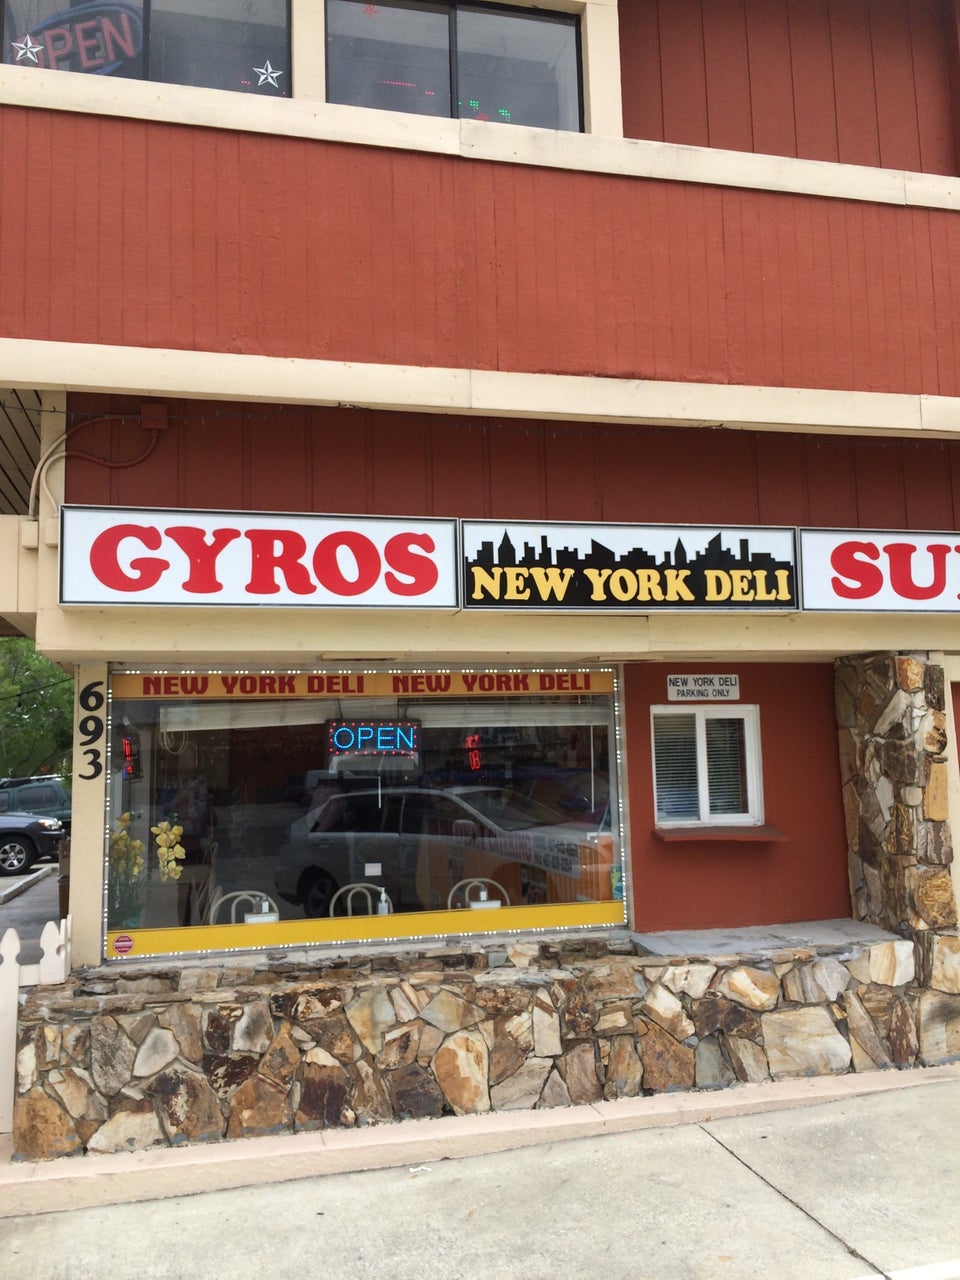 OPEN
GYROS
NEW YORK DELI
SU
NEW YORK DELI NEW YORK DELI
NEW YORK DELI
PARKING ONLY
693
OPEN